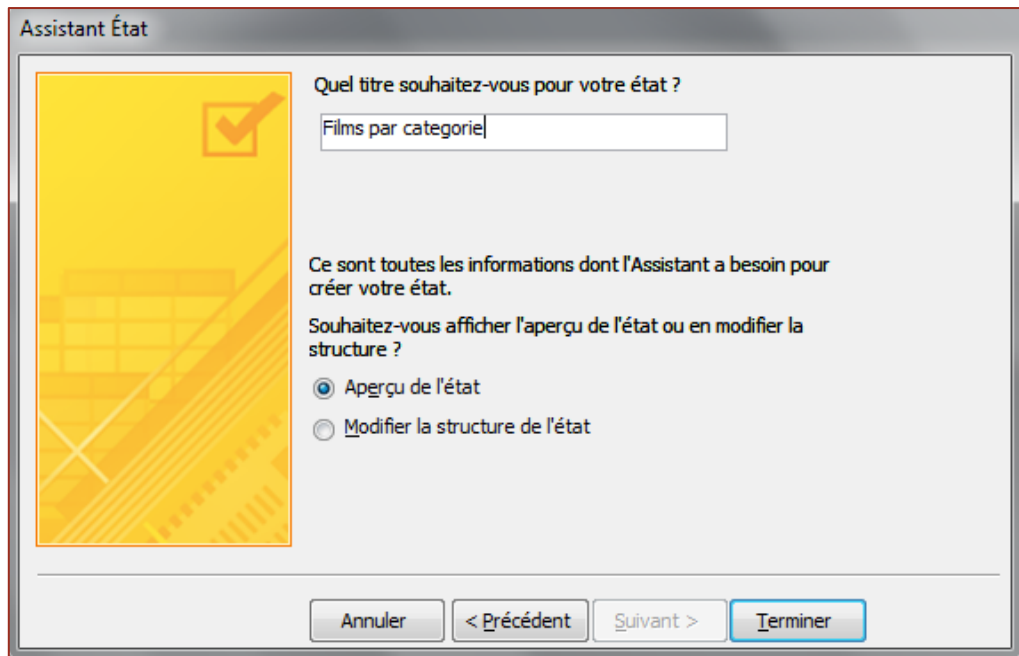 Assistant État
Quel titre souhaitez-vous pour votre état ?
Films par categorie
Ce sont toutes les informations dont l'Assistant a besoin pour
créer votre état.
Souhaitez-vous afficher l'aperçu de l'état ou en modifier la
structure ?
Aperçu de l'état
Modifier la structure de l'état
Annuler
< Précédent
Suivant >
Terminer